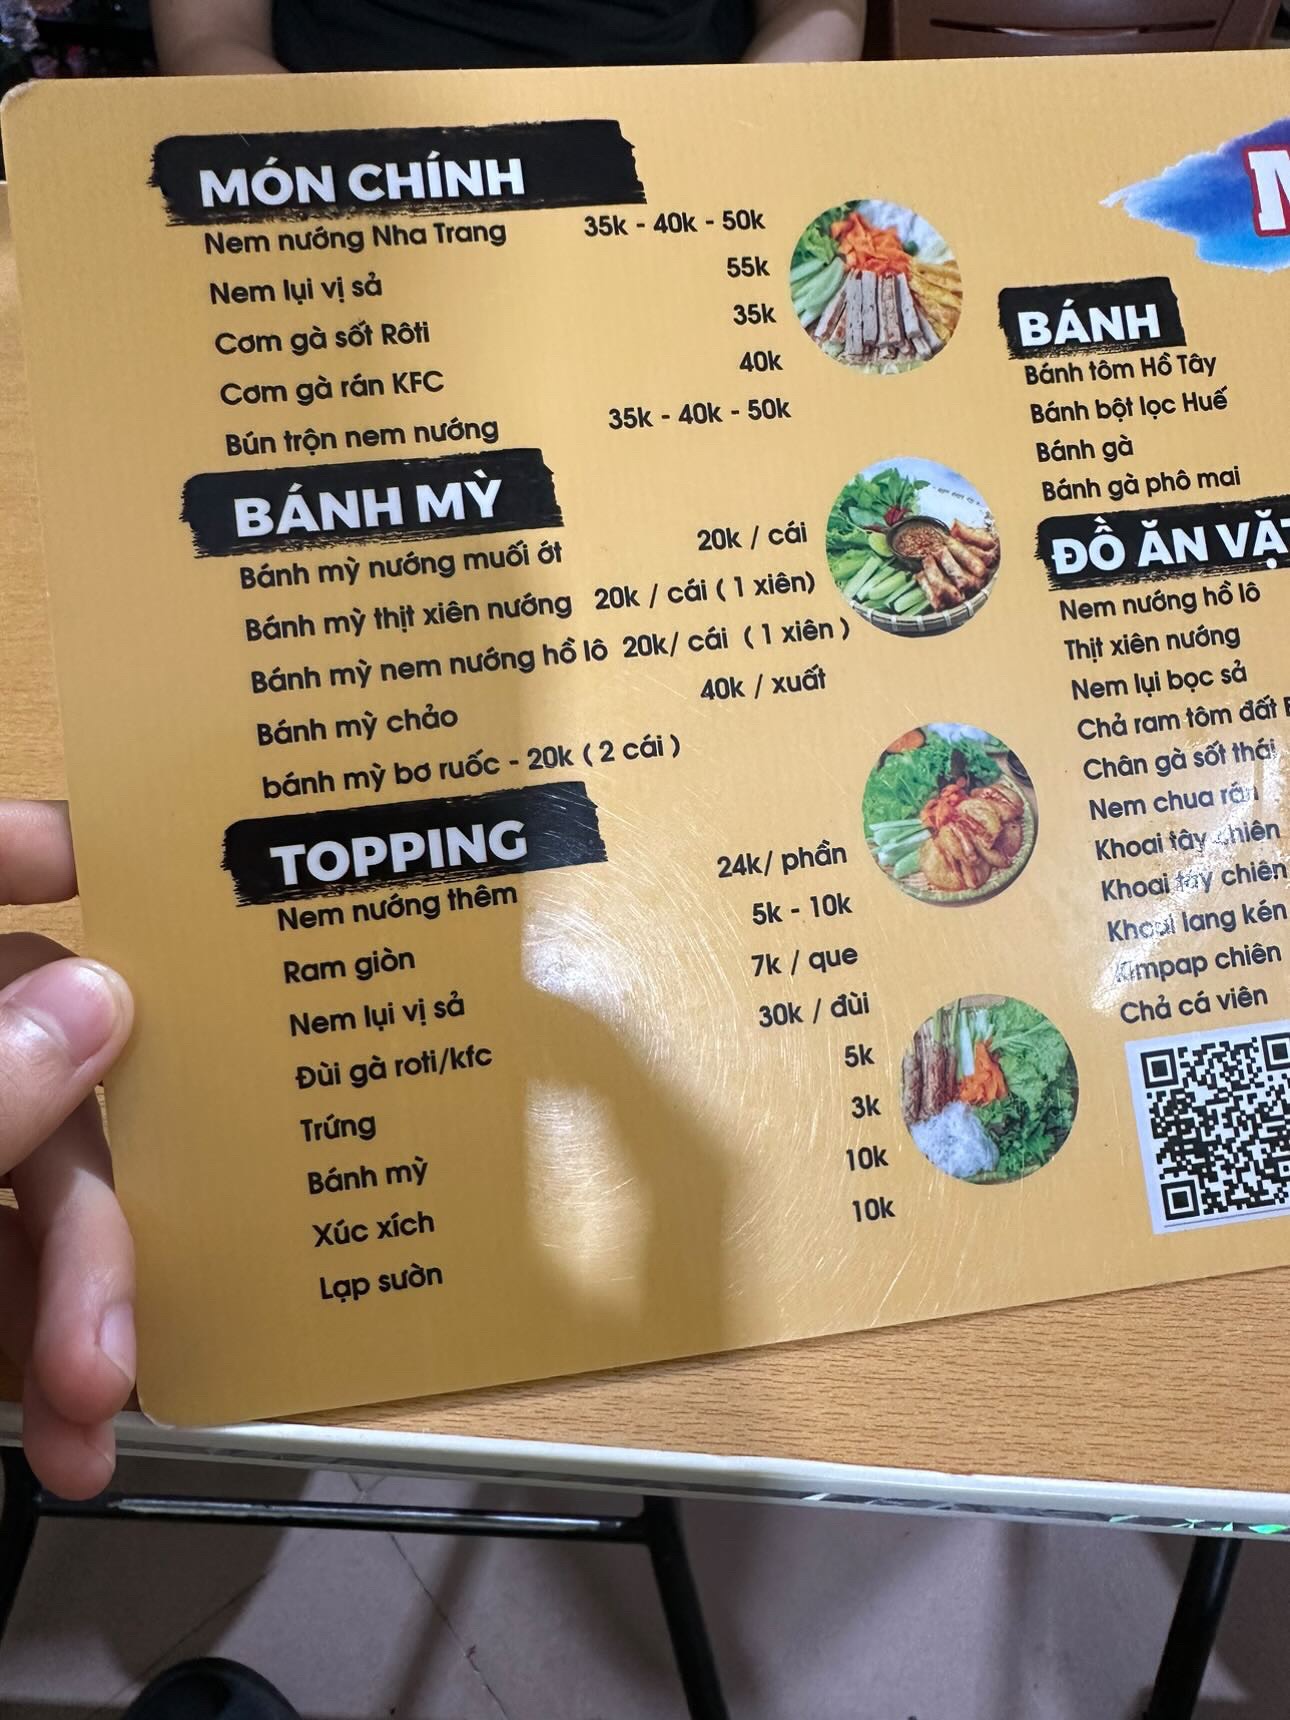 MÓN CHÍNH
Nem nướng Nha Trang 35k - 40k - 50k
Nem lụi vị sả 55k
Cơm gà sốt Rôti 35k
Cơm gà rán KFC 40k
Bún trộn nem nướng 35k - 40k - 50k
BÁNH MỲ
Bánh mỳ nướng muối ớt 20k / cái
Bánh mỳ thịt xiên nướng 20k / cái ( 1 xiên)
Bánh mỳ nem nướng hồ lô 20k/ cái ( 1 xiên )
Bánh mỳ chảo 40k / xuất
bánh mỳ bơ ruốc - 20k ( 2 cái )
TOPPING
Nem nướng thêm 24k/ phần
Ram giòn 5k - 10k
Nem lụi vị sả 7k / que
Đùi gà roti/kfc 30k / đùi
Trứng 5k
Bánh mỳ 3k
Xúc xích 10k
Lạp sườn 10k
BÁNH
Bánh tôm Hồ Tây
Bánh bột lọc Huế
Bánh gà
Bánh gà phô mai
ĐỒ ĂN VẶT
Nem nướng hồ lô
Thịt xiên nướng
Nem lụi bọc sả
Chả ram tôm đất
Chân gà sốt thái
Nem chua rán
Khoai tây chiên
Khoai tây chiên
Khoai lang kén
Kimpap chiên
Chả cá viên